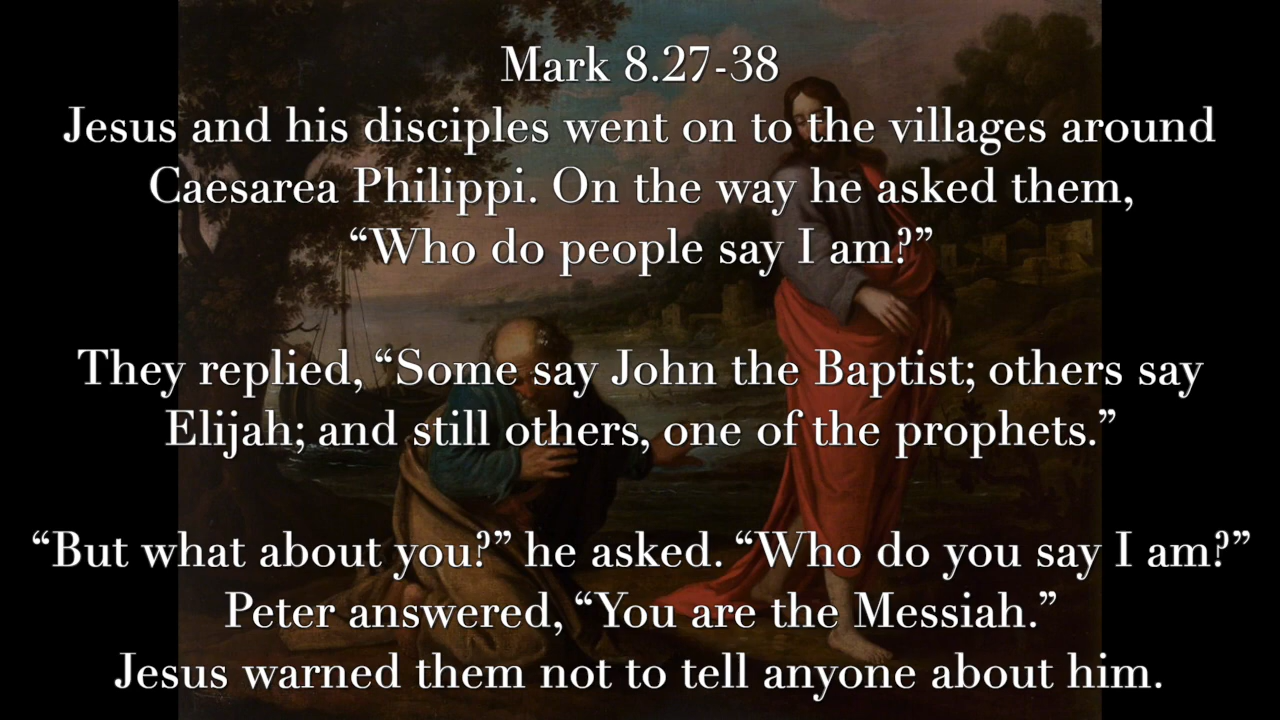 Mark 8.27-38
Jesus and his disciples went on to the villages around
Caesarea Philippi. On the way he asked them,
“Who do people say I am?”
They replied, “Some say John the Baptist; others say
Elijah; and still others, one of the prophets.”
“But what about you?” he asked. “Who do you say I am?”
Peter answered, “You are the Messiah.”
Jesus warned them not to tell anyone about him.